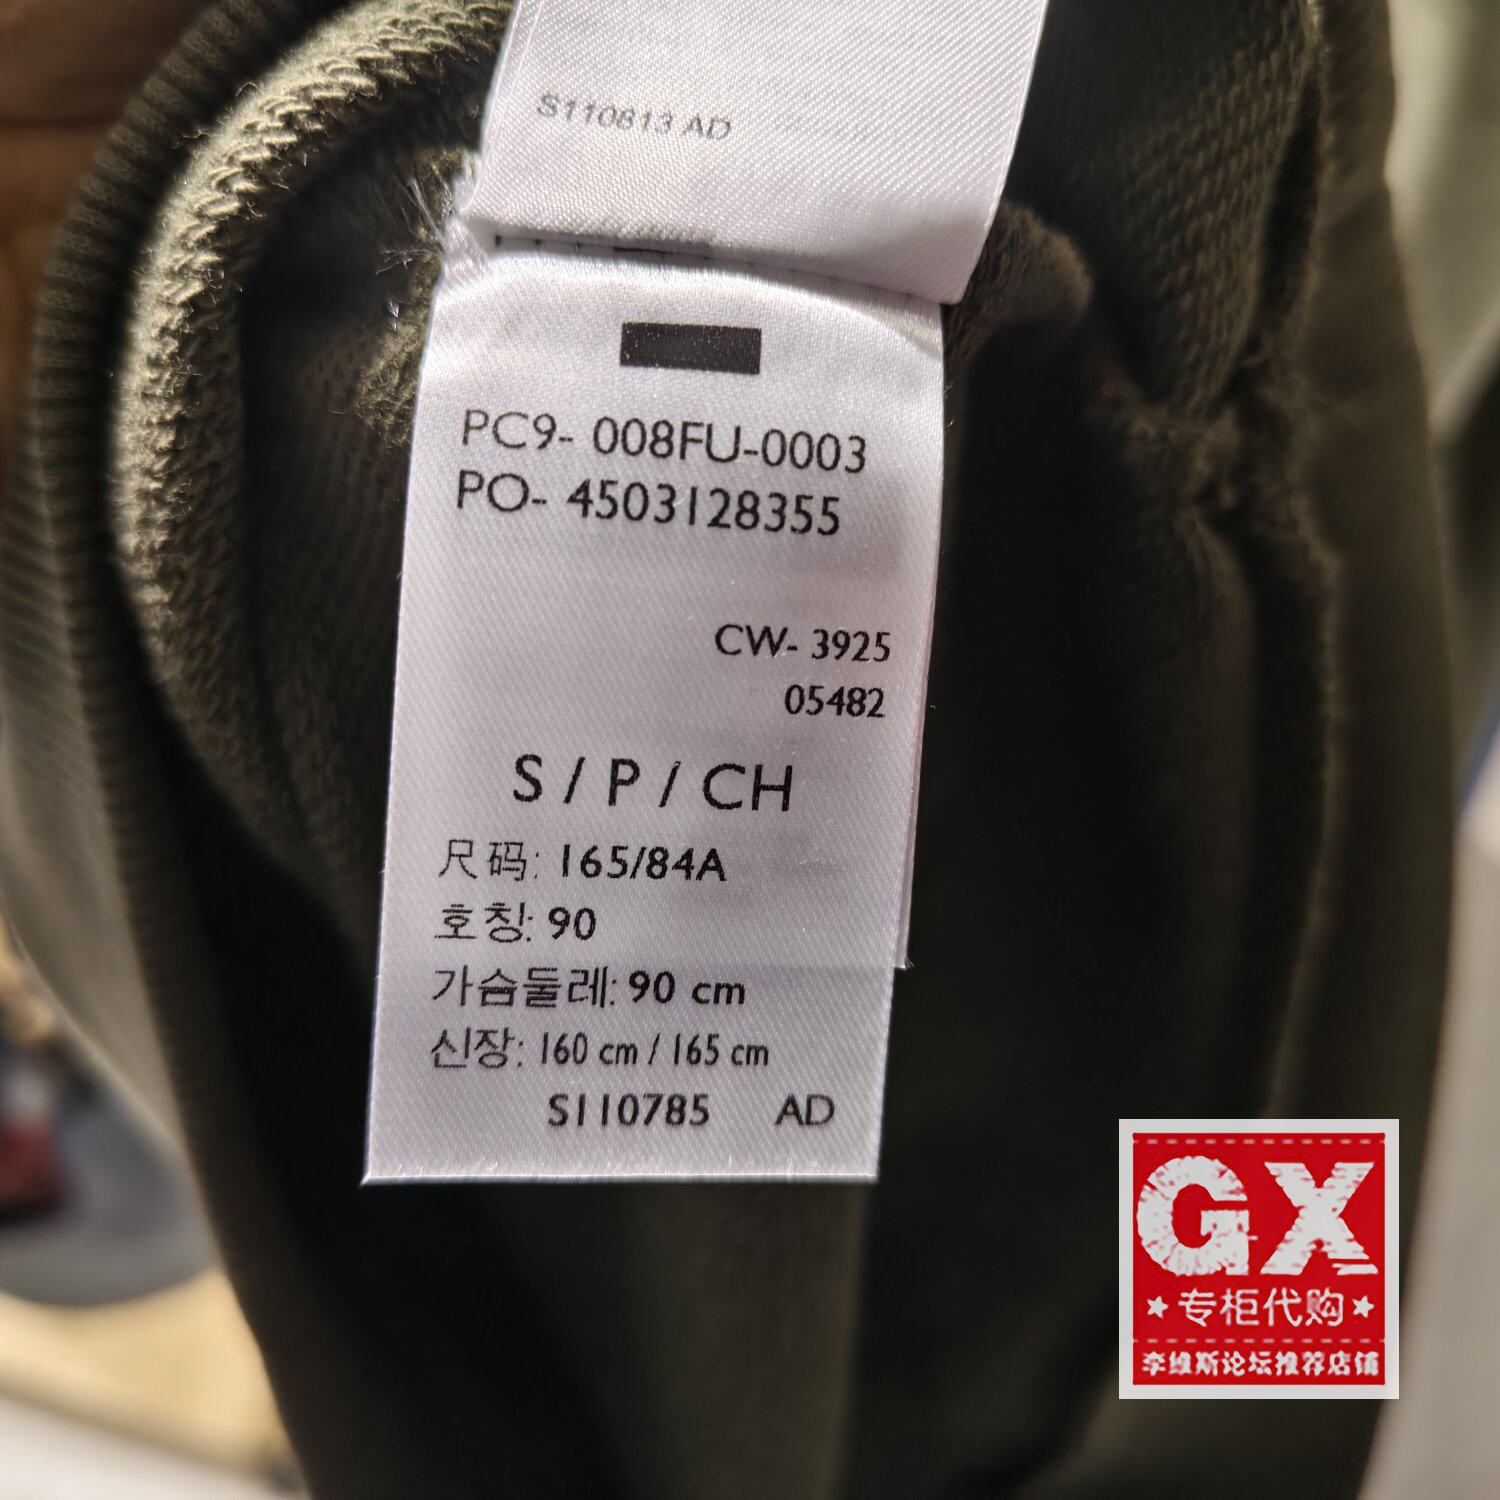 S110813 AD
PC9- 008FU-0003
PO- 4503128355
CW- 3925
05482
S / P / CH
尺码: 165/84A
호칭: 90
가슴둘레: 90 cm
신장: 160 cm / 165 cm
S110785 AD
GX
★专柜代购★
李维斯论坛推荐店铺